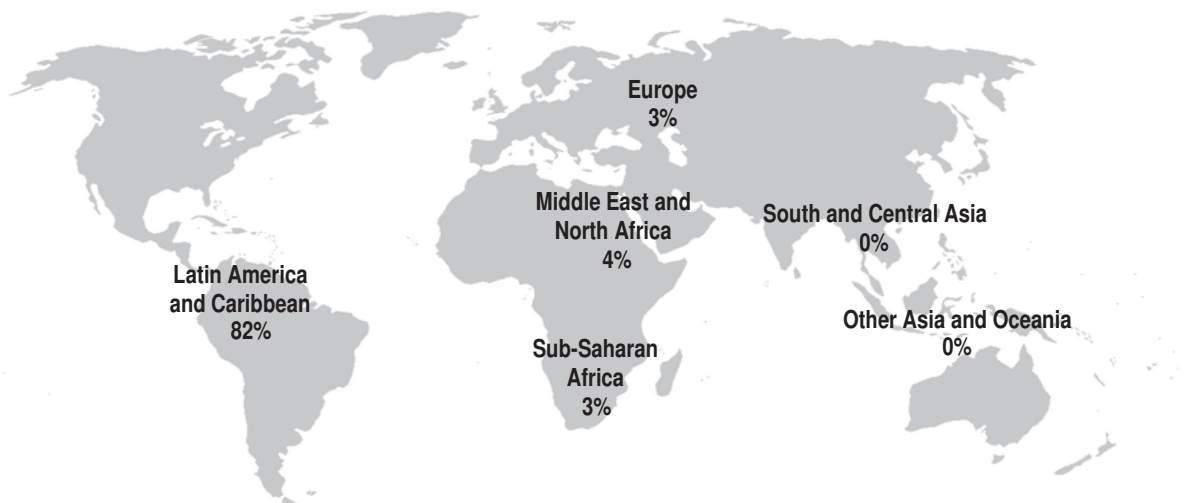 Europe
3%
Middle East and
North Africa
4%
South and Central Asia
0%
Latin America
and Caribbean
82%
Other Asia and Oceania
0%
Sub-Saharan
Africa
3%